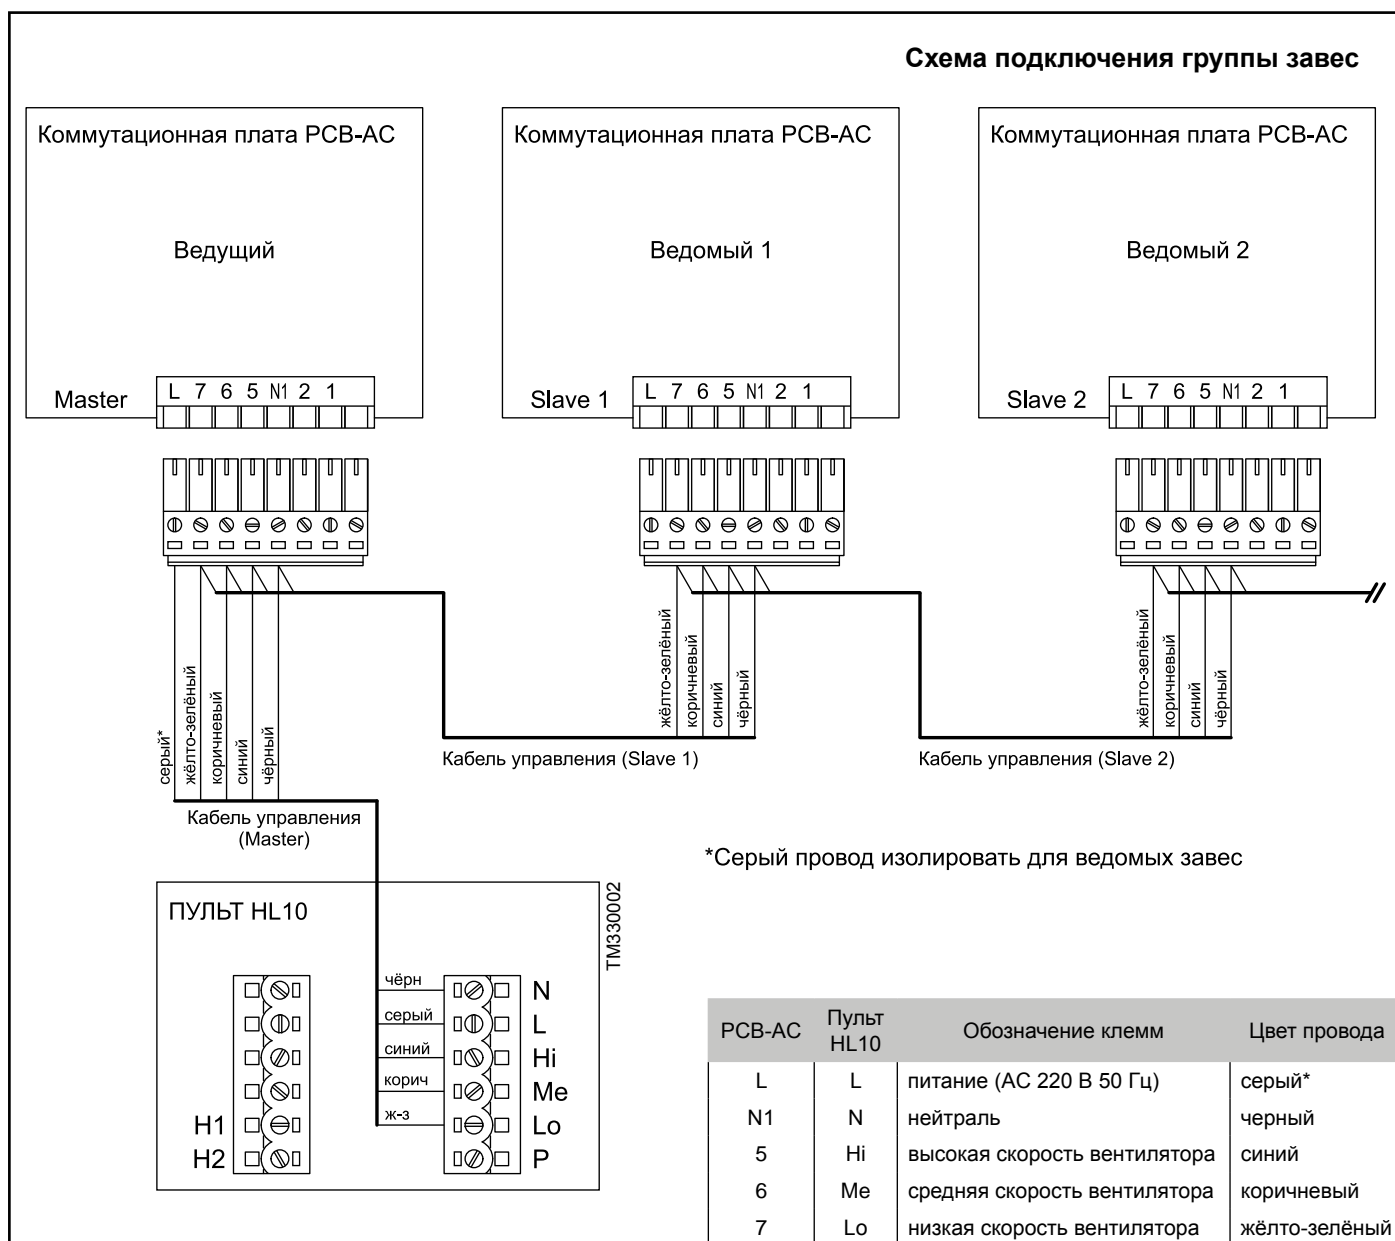 Схема подключения группы завес
Коммутационная плата PCB-AC
Ведущий
Master
L 7 6 5 N1 2 1
Коммутационная плата PCB-AC
Ведомый 1
Slave 1
L 7 6 5 N1 2 1
Коммутационная плата PCB-AC
Ведомый 2
Slave 2
L 7 6 5 N1 2 1
серый*
жёлто-зелёный
коричневый
синий
чёрный
жёлто-зелёный
коричневый
синий
чёрный
жёлто-зелёный
коричневый
синий
чёрный
Кабель управления (Slave 1)
Кабель управления (Slave 2)
Кабель управления
(Master)
*Серый провод изолировать для ведомых завес
ПУЛЬТ HL10
TM330002
H1
H2
чёрн
серый
синий
корич
ж-з
N
L
Hi
Me
Lo
P
PCB-AC Пульт HL10 Обозначение клемм Цвет провода
L L питание (AC 220 В 50 Гц) серый*
N1 N нейтраль черный
5 Hi высокая скорость вентилятора синий
6 Me средняя скорость вентилятора коричневый
7 Lo низкая скорость вентилятора жёлто-зелёный